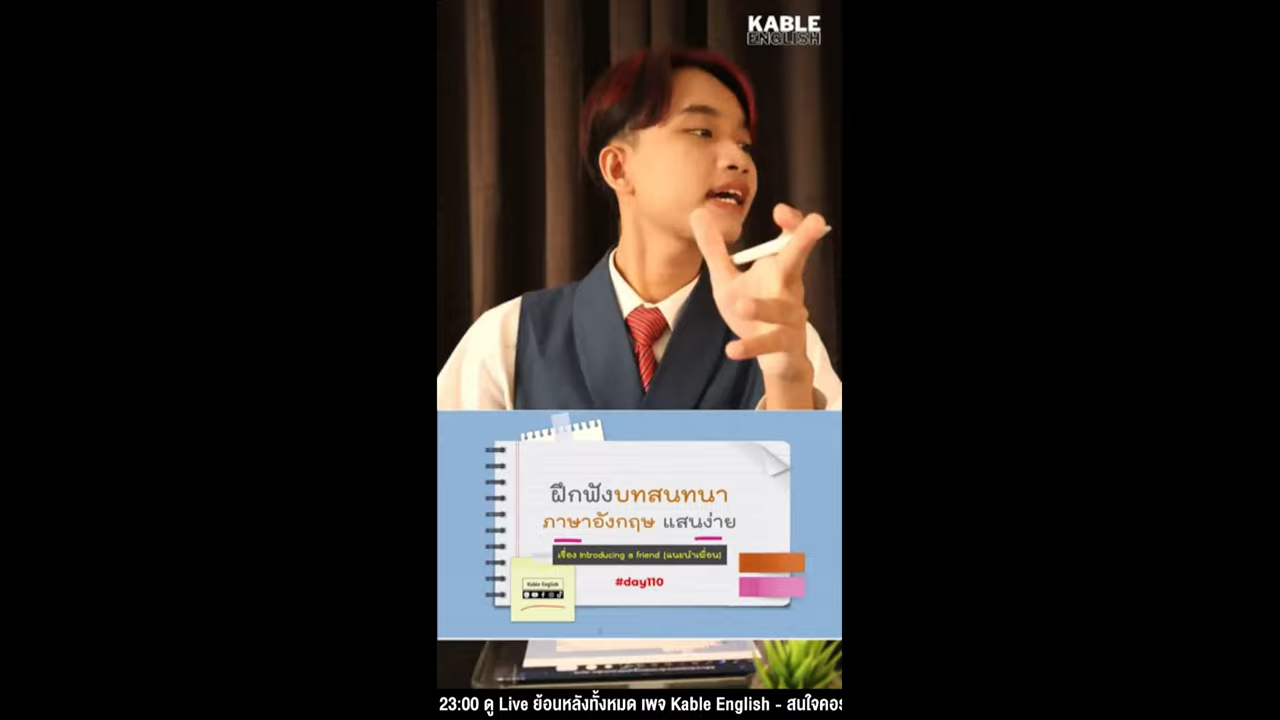 KABLE
ENGLISH
ฝึกฟังบทสนทนา
ภาษาอังกฤษ แสนง่าย
เรื่อง Introducing a friend (แนะนำเพื่อน)
#day110
Kable English
23:00 ดู Live ย้อนหลังทั้งหมด เพจ Kable English - สนใจคอร